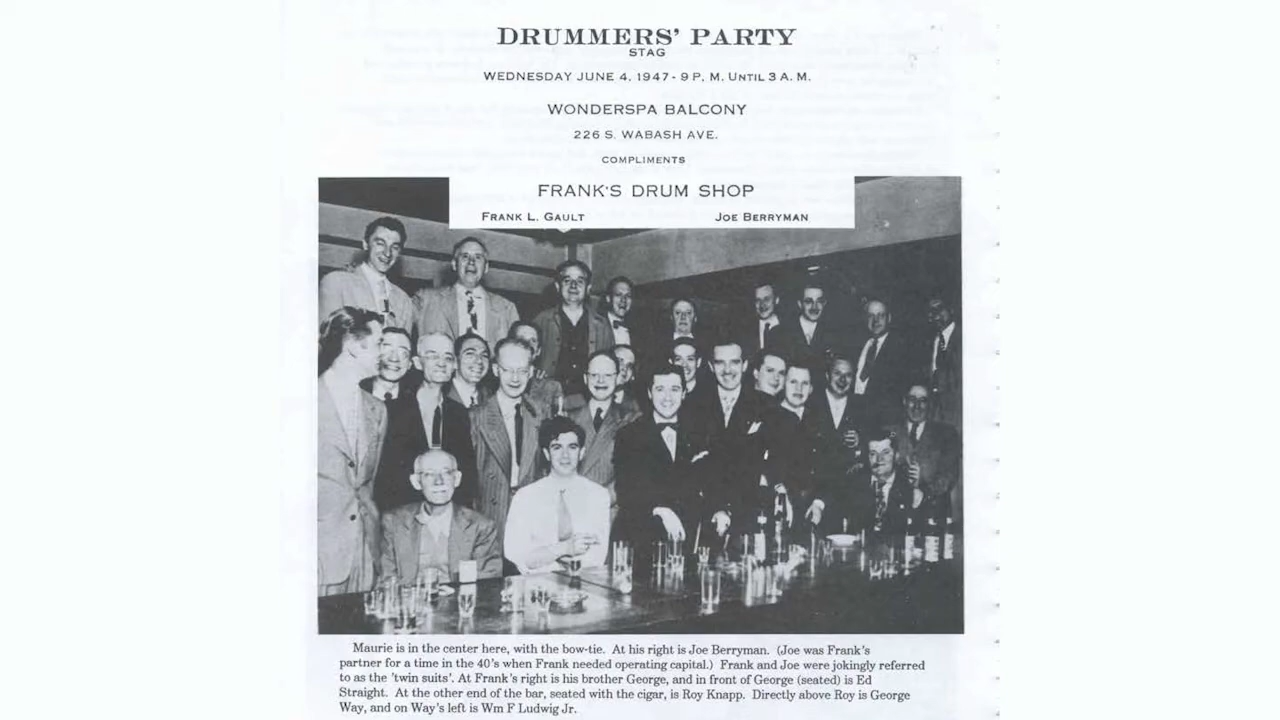 DRUMMERS' PARTY
STAG
WEDNESDAY JUNE 4, 1947 - 9 P. M. UNTIL 3 A. M.
WONDERSPA BALCONY
226 S. WABASH AVE.
COMPLIMENTS
FRANK'S DRUM SHOP
FRANK L. GAULT JOE BERRYMAN
Maurie is in the center here, with the bow-tie. At his right is Joe Berryman. (Joe was Frank's
partner for a time in the 40's when Frank needed operating capital.) Frank and Joe were jokingly referred
to as the 'twin suits'. At Frank's right is his brother George, and in front of George (seated) is Ed
Straight. At the other end of the bar, seated with the cigar, is Roy Knapp. Directly above Roy is George
Way, and on Way's left is Wm F Ludwig Jr.